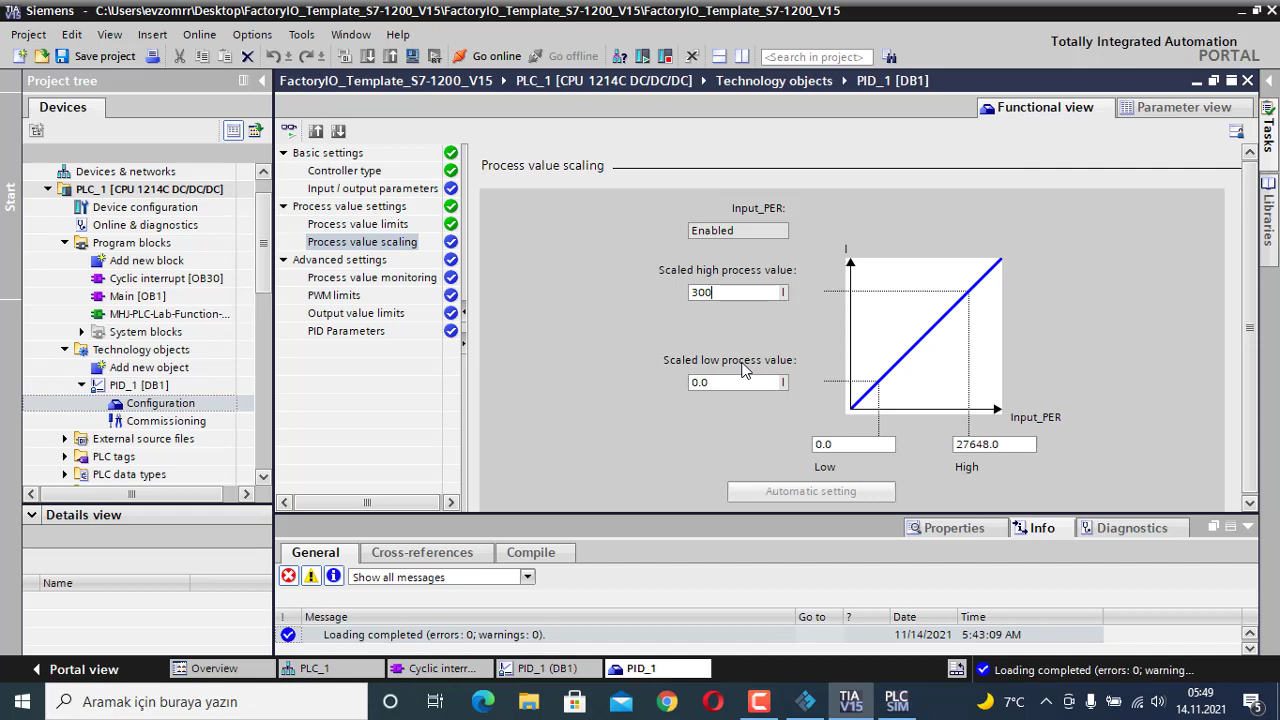 TIA V15
Siemens - C:\Users\evzomrr\Desktop\FactoryIO_Template_S7-1200_V15\FactoryIO_Template_S7-1200_V15
Project Edit View Insert Online Options Tools Window Help
Totally Integrated Automation
PORTAL
Save project
Go online
Go offline
<Search in project>
Project tree
FactoryIO_Template_S7-1200_V15
PLC_1 [CPU 1214C DC/DC/DC]
Technology objects
PID_1 [DB1]
Devices
Functional view
Parameter view
Start
Tasks
Libraries
Devices & networks
PLC_1 [CPU 1214C DC/DC/DC]
Device configuration
Online & diagnostics
Program blocks
Add new block
Cyclic interrupt [OB30]
Main [OB1]
MHJ-PLC-Lab-Function-...
System blocks
Technology objects
Add new object
PID_1 [DB1]
Configuration
Commissioning
External source files
PLC tags
PLC data types
Details view
Name
Basic settings
Controller type
Input / output parameters
Process value settings
Process value limits
Process value scaling
Advanced settings
Process value monitoring
PWM limits
Output value limits
PID Parameters
Process value scaling
Input_PER:
Enabled
Scaled high process value:
300
Scaled low process value:
0.0
Input_PER
0.0
27648.0
Low
High
Automatic setting
Properties
Info
Diagnostics
General
Cross-references
Compile
Show all messages
! Message Go to ? Date Time
Loading completed (errors: 0; warnings: 0). 11/14/2021 5:43:09 AM
Portal view
Overview
PLC_1
Cyclic interr...
PID_1 (DB1)
PID_1
Loading completed (errors: 0; warning...
Aramak için buraya yazın
TIA V15
PLC SIM
7°C
05:49
14.11.2021
5